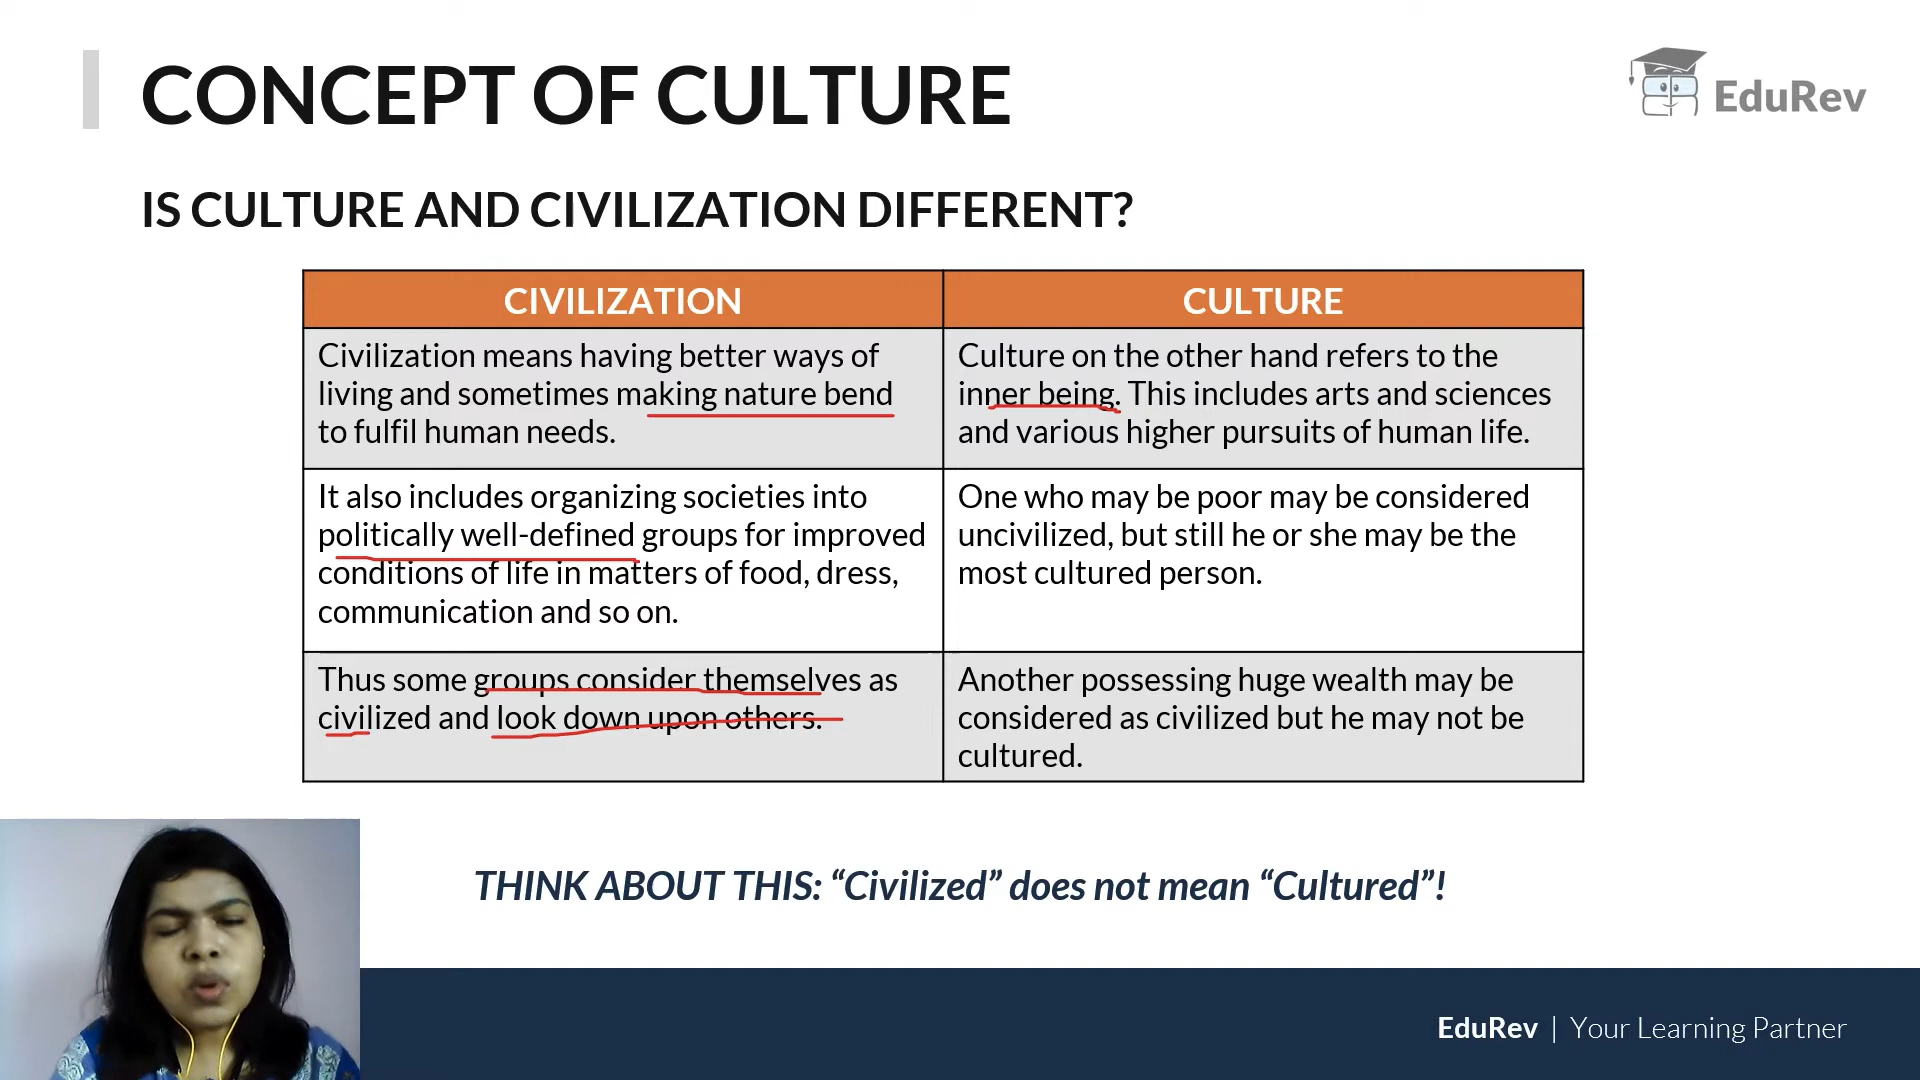 CONCEPT OF CULTURE
EduRev
IS CULTURE AND CIVILIZATION DIFFERENT?
CIVILIZATION
CULTURE
Civilization means having better ways of
living and sometimes making nature bend
to fulfil human needs.
Culture on the other hand refers to the
inner being. This includes arts and sciences
and various higher pursuits of human life.
It also includes organizing societies into
politically well-defined groups for improved
conditions of life in matters of food, dress,
communication and so on.
One who may be poor may be considered
uncivilized, but still he or she may be the
most cultured person.
Thus some groups consider themselves as
civilized and look down upon others.
Another possessing huge wealth may be
considered as civilized but he may not be
cultured.
THINK ABOUT THIS: “Civilized” does not mean “Cultured”!
EduRev | Your Learning Partner